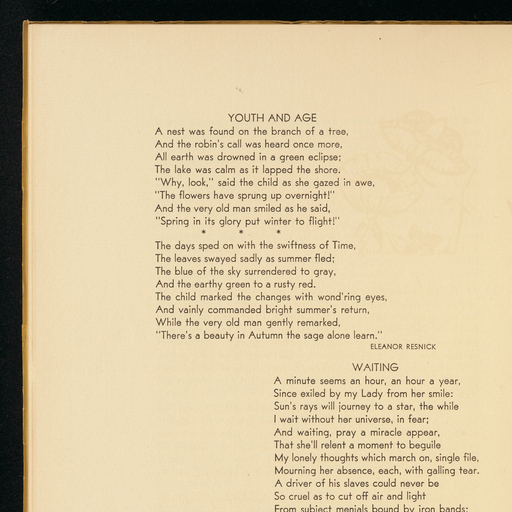 YOUTH AND AGE
A nest was found on the branch of a tree,
And the robin's call was heard once more,
All earth was drowned in a green eclipse;
The lake was calm as it lapped the shore.
"Why, look," said the child as she gazed in awe,
"The flowers have sprung up overnight!"
And the very old man smiled as he said,
"Spring in its glory put winter to flight!"
* * *
The days sped on with the swiftness of Time,
The leaves swayed sadly as summer fled;
The blue of the sky surrendered to gray,
And the earthy green to a rusty red.
The child marked the changes with wond'ring eyes,
And vainly commanded bright summer's return,
While the very old man gently remarked,
"There's a beauty in Autumn the sage alone learn."
ELEANOR RESNICK
WAITING
A minute seems an hour, an hour a year,
Since exiled by my Lady from her smile:
Sun's rays will journey to a star, the while
I wait without her universe, in fear;
And waiting, pray a miracle appear,
That she'll relent a moment to beguile
My lonely thoughts which march on, single file,
Mourning her absence, each, with galling tear.
A driver of his slaves could never be
So cruel as to cut off air and light
From subject menials bound by iron bands;